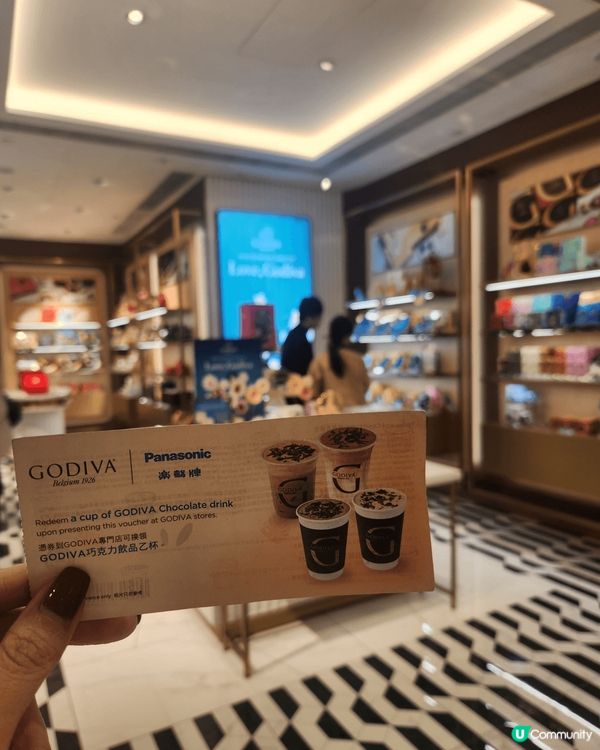 Love, Godiva
GODIVA
Belgium 1926
Panasonic
樂聲牌
Redeem a cup of GODIVA Chocolate drink
upon presenting this voucher at GODIVA stores.
憑券到GODIVA專門店可換領
GODIVA巧克力飲品乙杯
GODIVA
G
G
G
U Community